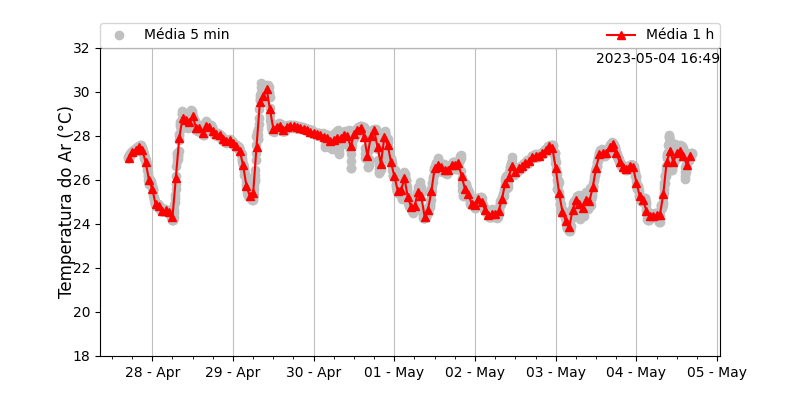 Média 5 min
Média 1 h
2023-05-04 16:49
Temperatura do Ar (°C)
32
30
28
26
24
22
20
18
28 - Apr
29 - Apr
30 - Apr
01 - May
02 - May
03 - May
04 - May
05 - May